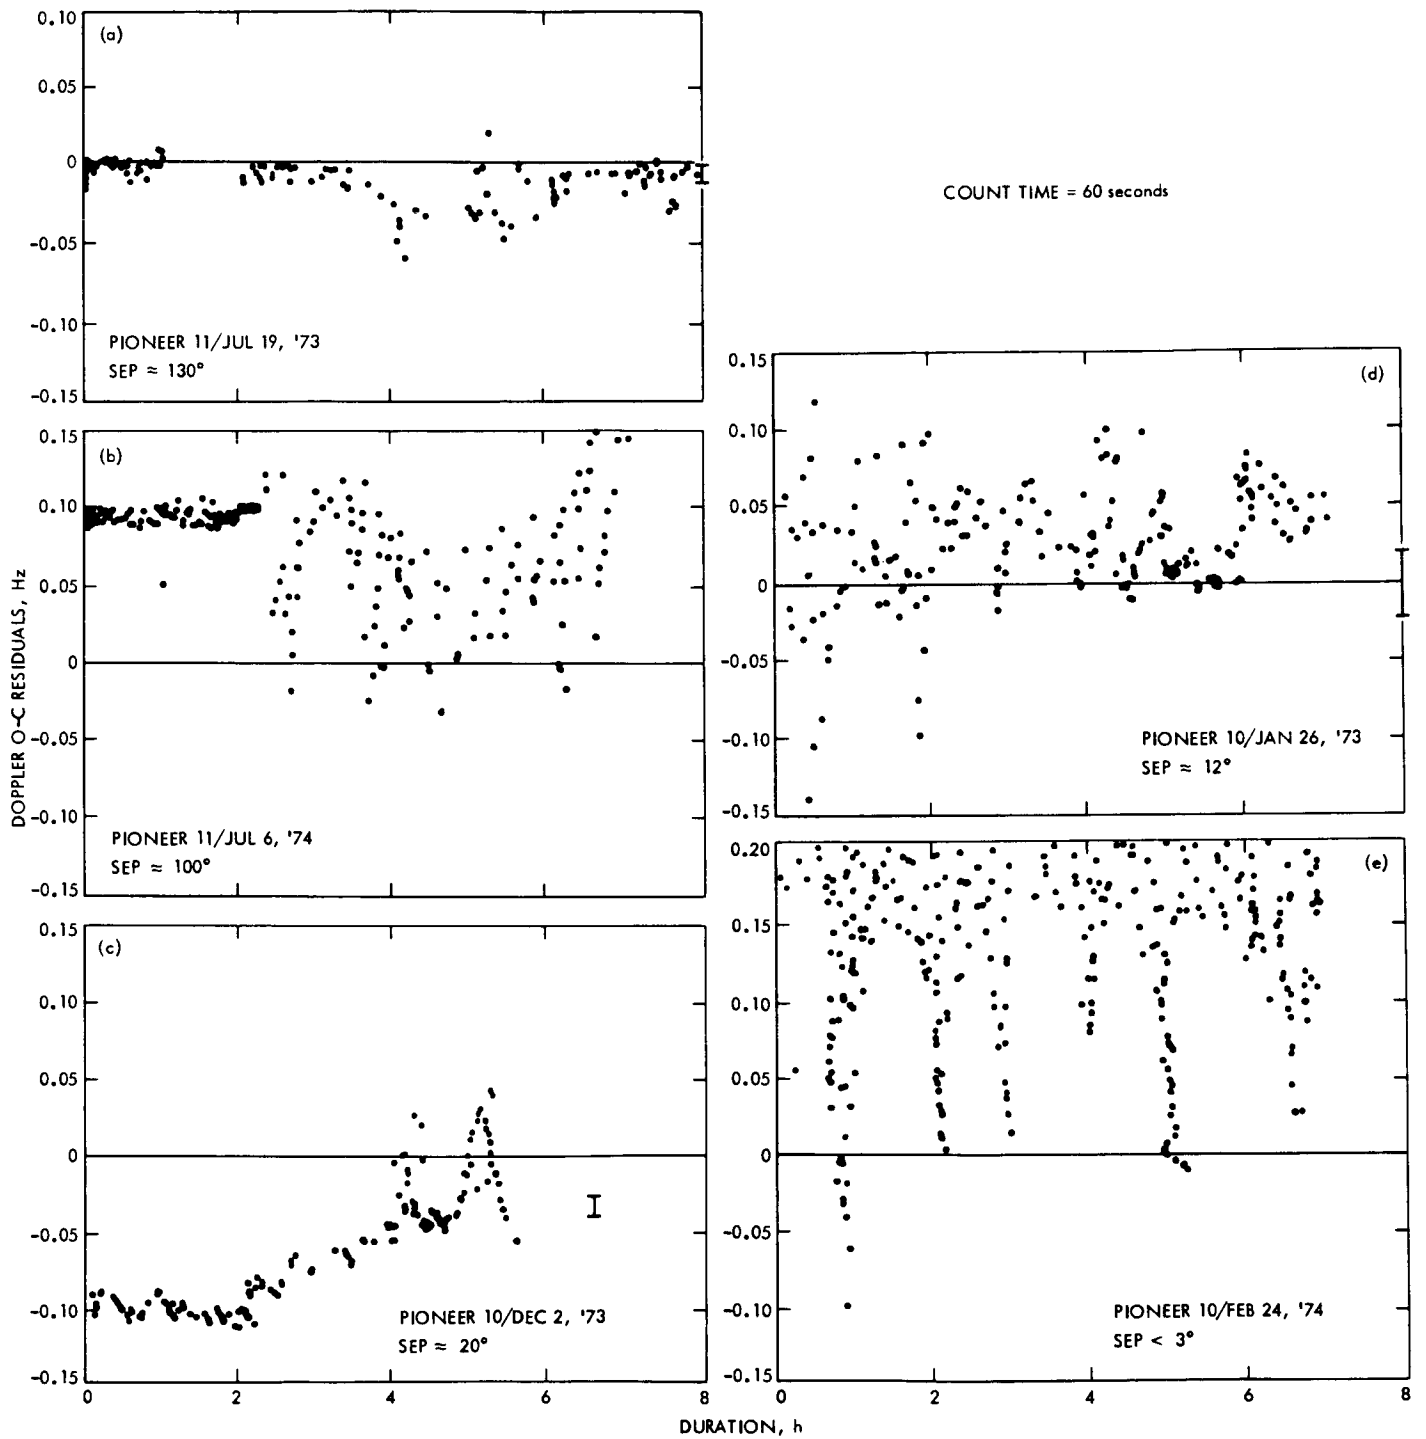 DOPPLER O-C RESIDUALS, Hz
(a)
0.10
0.05
0
-0.05
-0.10
-0.15
PIONEER 11/JUL 19, '73
SEP ≈ 130°
COUNT TIME = 60 seconds
(b)
0.15
0.10
0.05
0
-0.05
-0.10
-0.15
PIONEER 11/JUL 6, '74
SEP ≈ 100°
(c)
0.15
0.10
0.05
0
-0.05
-0.10
-0.15
PIONEER 10/DEC 2, '73
SEP ≈ 20°
0 2 4 6 8
(d)
0.15
0.10
0.05
0
-0.05
-0.10
-0.15
PIONEER 10/JAN 26, '73
SEP ≈ 12°
(e)
0.20
0.15
0.10
0.05
0
-0.05
-0.10
-0.15
PIONEER 10/FEB 24, '74
SEP < 3°
0 2 4 6 8
DURATION, h